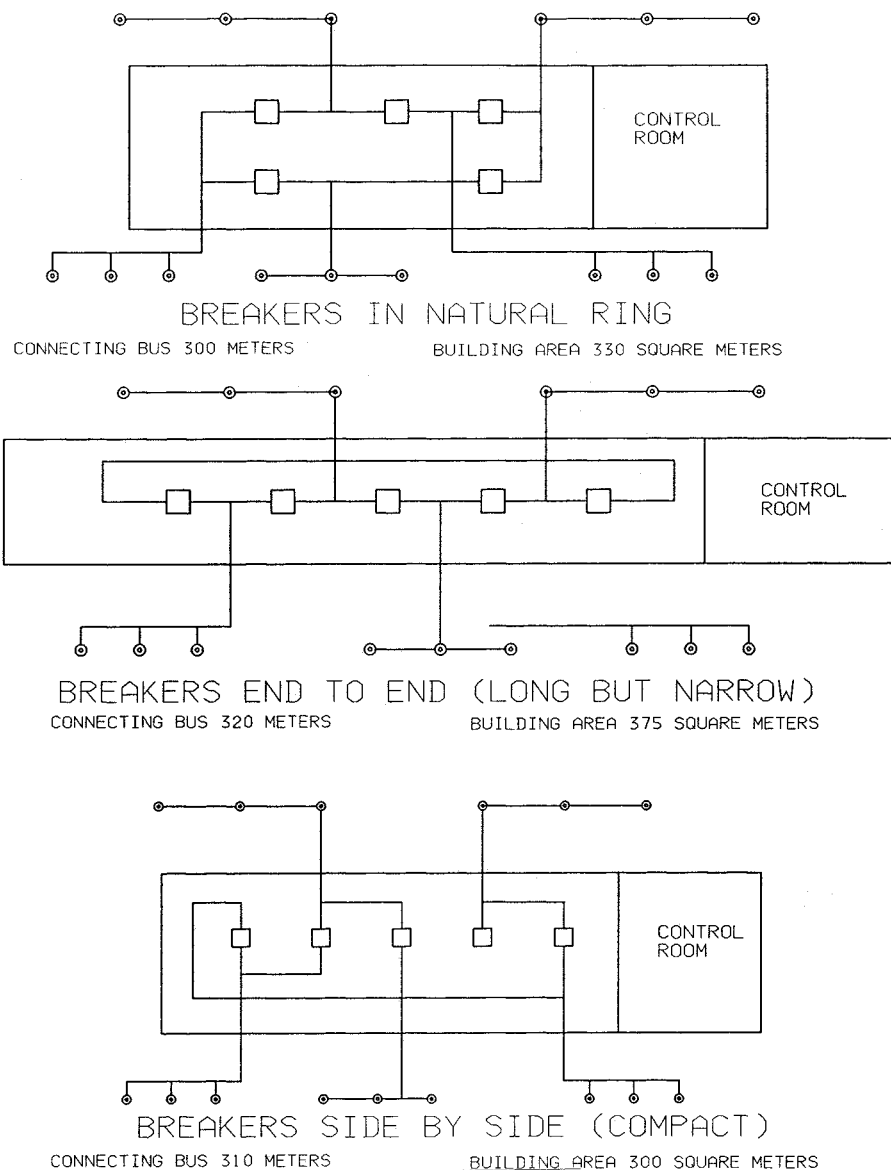 CONTROL
ROOM
BREAKERS IN NATURAL RING
CONNECTING BUS 300 METERS
BUILDING AREA 330 SQUARE METERS
CONTROL
ROOM
BREAKERS END TO END (LONG BUT NARROW)
CONNECTING BUS 320 METERS
BUILDING AREA 375 SQUARE METERS
CONTROL
ROOM
BREAKERS SIDE BY SIDE (COMPACT)
CONNECTING BUS 310 METERS
BUILDING AREA 300 SQUARE METERS